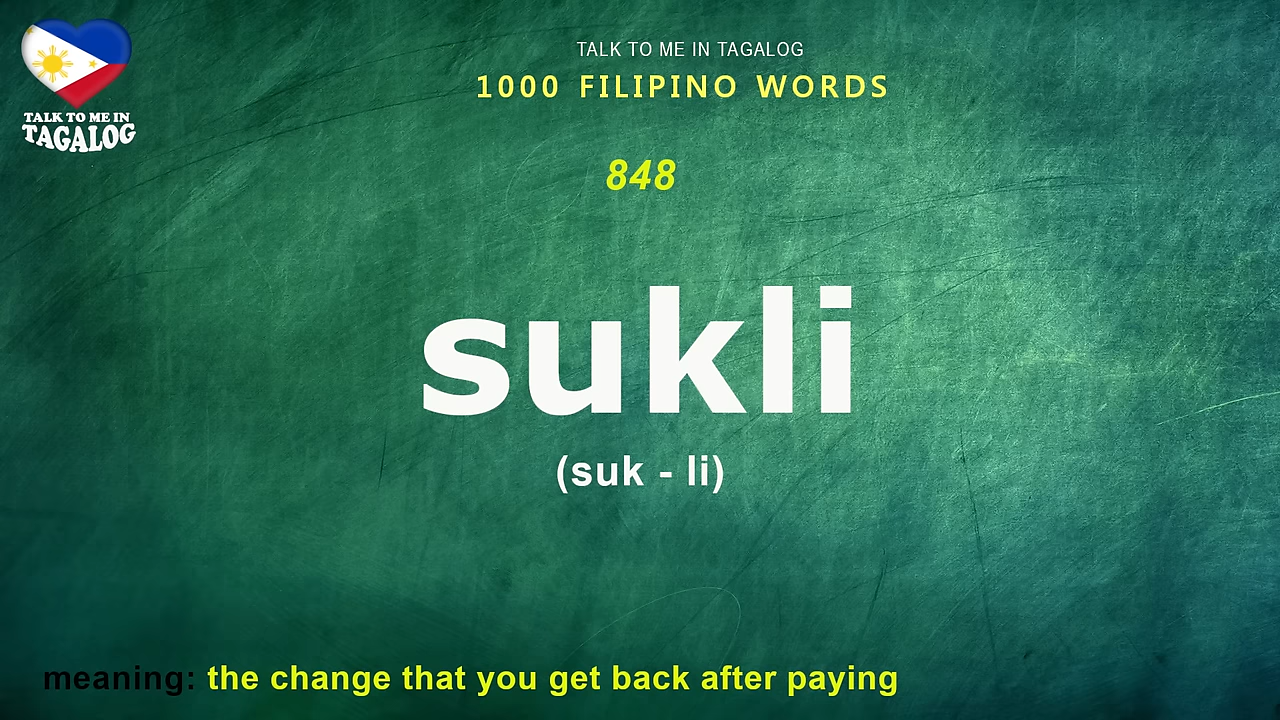 TALK TO ME IN
TAGALOG
TALK TO ME IN TAGALOG
1000 FILIPINO WORDS
848
sukli
(suk - li)
meaning: the change that you get back after paying